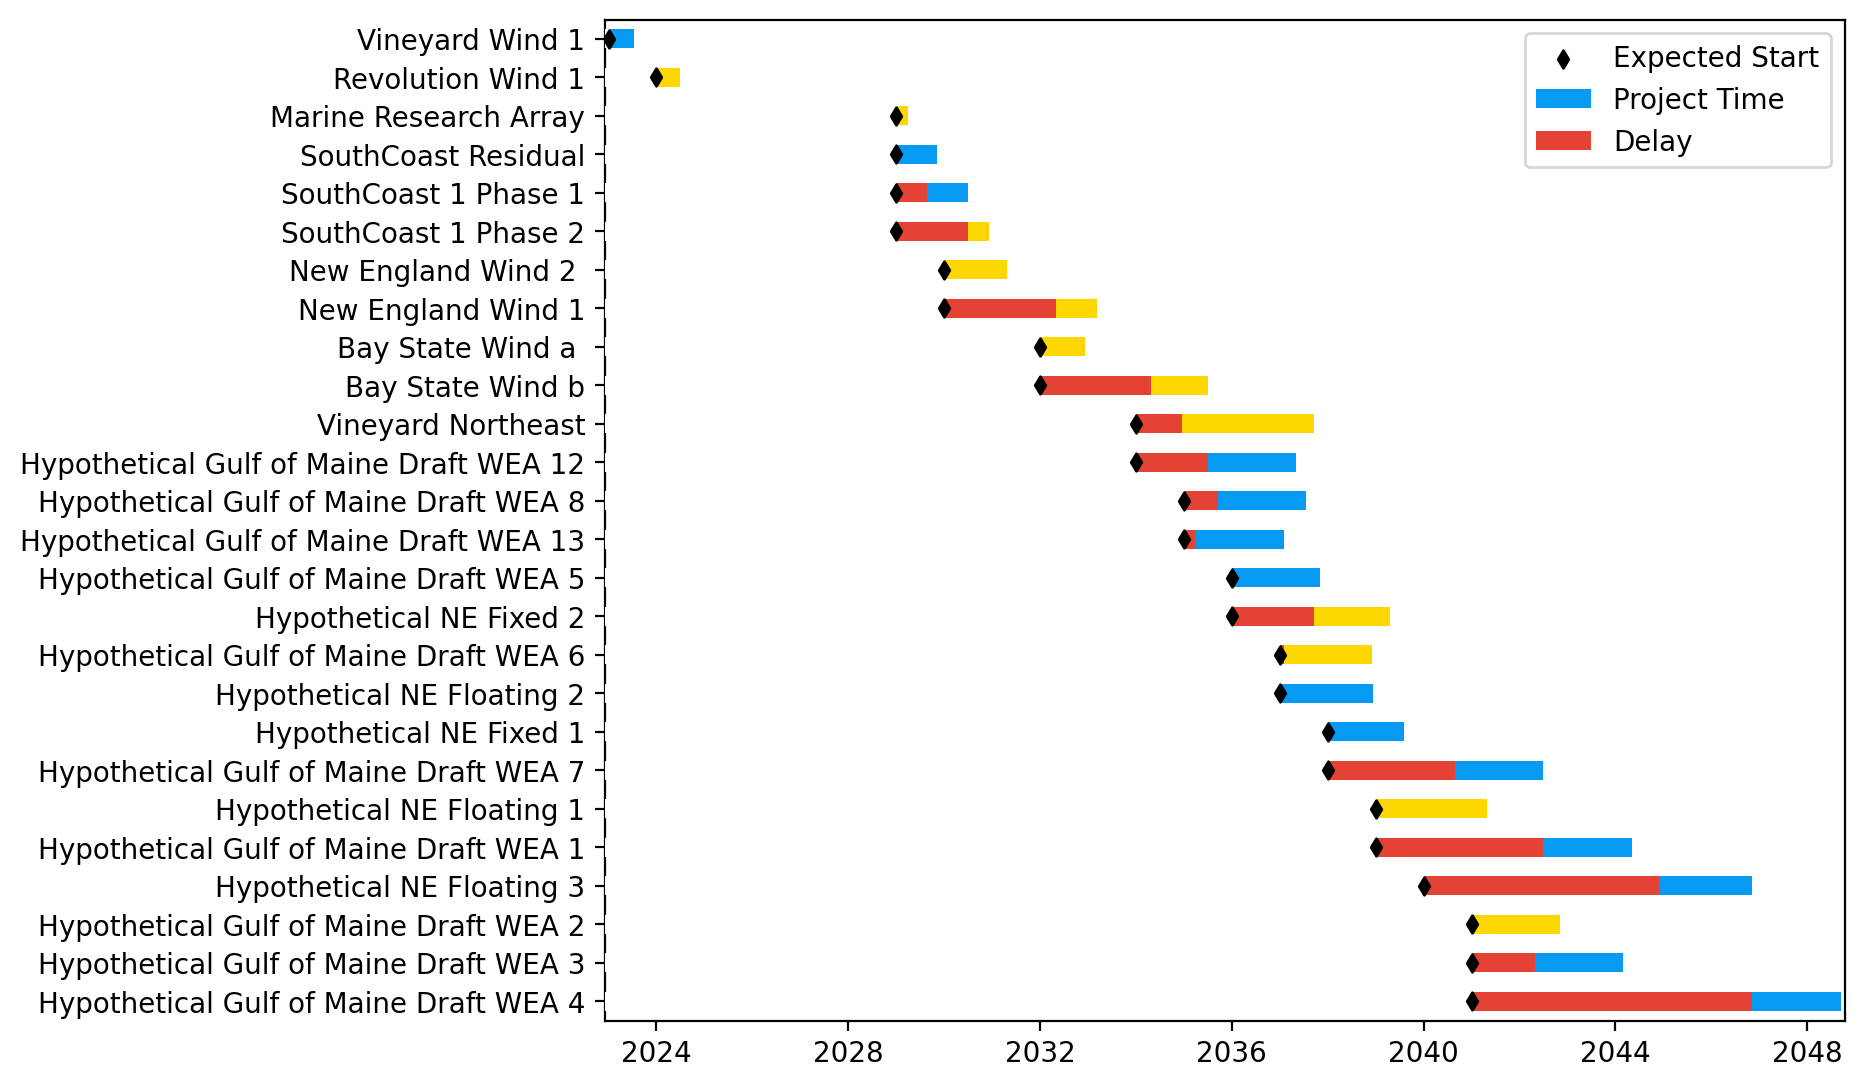 Vineyard Wind 1
Revolution Wind 1
Marine Research Array
SouthCoast Residual
SouthCoast 1 Phase 1
SouthCoast 1 Phase 2
New England Wind 2
New England Wind 1
Bay State Wind a
Bay State Wind b
Vineyard Northeast
Hypothetical Gulf of Maine Draft WEA 12
Hypothetical Gulf of Maine Draft WEA 8
Hypothetical Gulf of Maine Draft WEA 13
Hypothetical Gulf of Maine Draft WEA 5
Hypothetical NE Fixed 2
Hypothetical Gulf of Maine Draft WEA 6
Hypothetical NE Floating 2
Hypothetical NE Fixed 1
Hypothetical Gulf of Maine Draft WEA 7
Hypothetical NE Floating 1
Hypothetical Gulf of Maine Draft WEA 1
Hypothetical NE Floating 3
Hypothetical Gulf of Maine Draft WEA 2
Hypothetical Gulf of Maine Draft WEA 3
Hypothetical Gulf of Maine Draft WEA 4
Expected Start
Project Time
Delay
2024 2028 2032 2036 2040 2044 2048